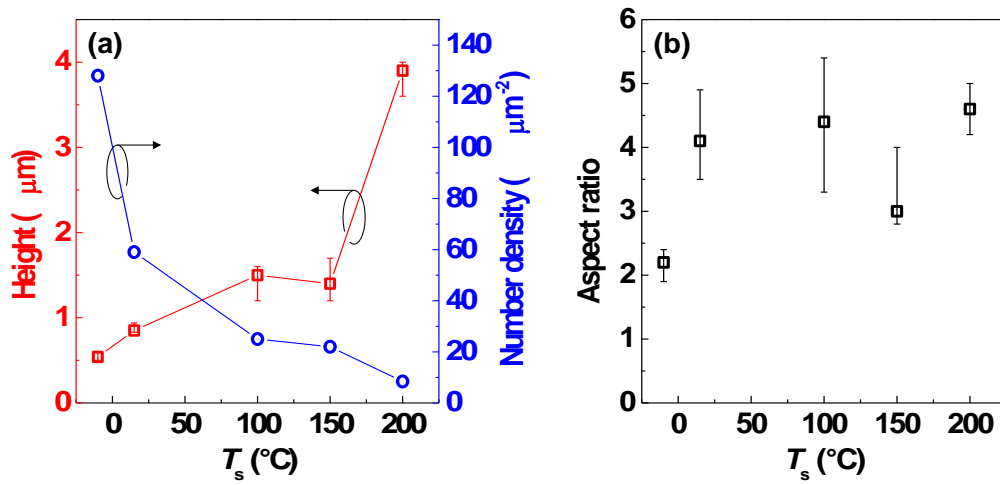 (a)
4
3
2
1
0
Height ( μm)
0 50 100 150 200
T_s (°C)
140
120
100
80
60
40
20
0
Number density ( μm⁻²)
(b)
6
5
4
3
2
1
0
Aspect ratio
0 50 100 150 200
T_s (°C)